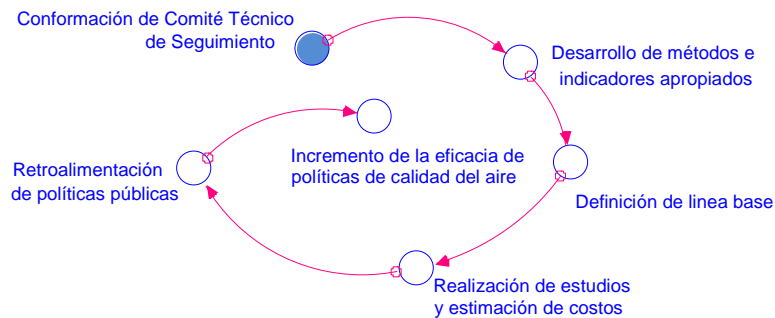 Conformación de Comité Técnico
de Seguimiento
Desarrollo de métodos e
indicadores apropiados
Definición de linea base
Realización de estudios
y estimación de costos
Retroalimentación
de políticas públicas
Incremento de la eficacia de
políticas de calidad del aire